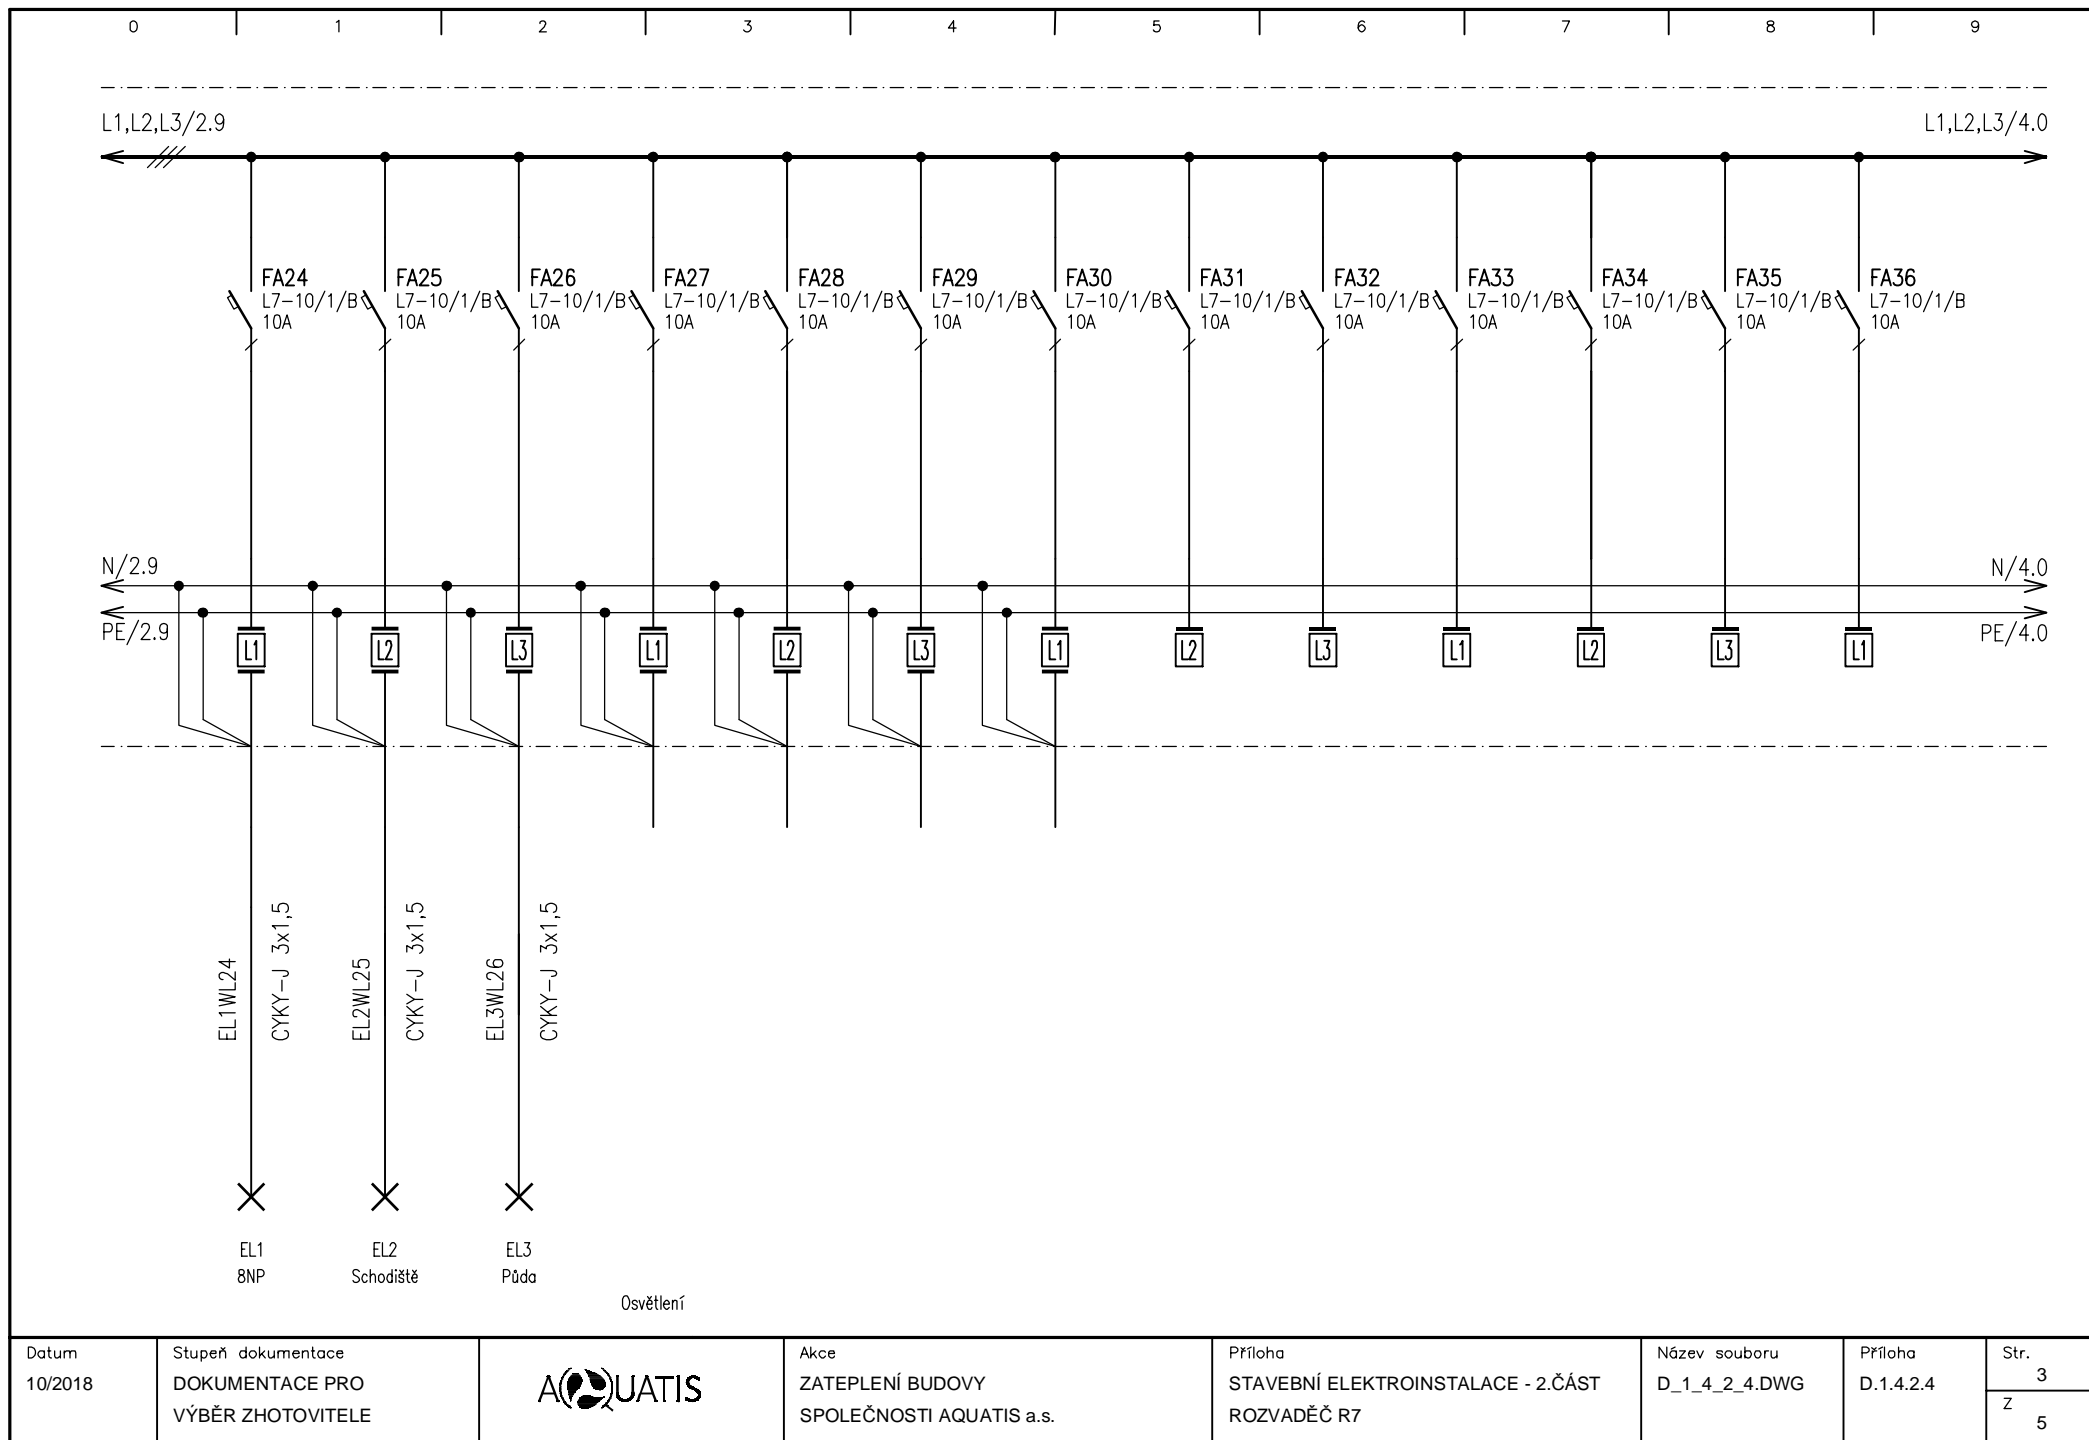 0 1 2 3 4 5 6 7 8 9
L1,L2,L3/2.9 L1,L2,L3/4.0
FA24 FA25 FA26 FA27 FA28 FA29 FA30 FA31 FA32 FA33 FA34 FA35 FA36
L7-10/1/B L7-10/1/B L7-10/1/B L7-10/1/B L7-10/1/B L7-10/1/B L7-10/1/B L7-10/1/B L7-10/1/B L7-10/1/B L7-10/1/B L7-10/1/B L7-10/1/B
10A 10A 10A 10A 10A 10A 10A 10A 10A 10A 10A 10A 10A
N/2.9 N/4.0
PE/2.9 PE/4.0
L1 L2 L3 L1 L2 L3 L1 L2 L3 L1 L2 L3 L1
EL1WL24
CYKY-J 3x1,5
EL2WL25
CYKY-J 3x1,5
EL3WL26
CYKY-J 3x1,5
EL1 EL2 EL3
8NP Schodiště Půda
Osvětlení
Datum
10/2018
Stupeň dokumentace
DOKUMENTACE PRO
VÝBĚR ZHOTOVITELE
AQUATIS
Akce
ZATEPLENÍ BUDOVY
SPOLEČNOSTI AQUATIS a.s.
Příloha
STAVEBNÍ ELEKTROINSTALACE - 2.ČÁST
ROZVADĚČ R7
Název souboru
D_1_4_2_4.DWG
Příloha
D.1.4.2.4
Str.
3
Z
5